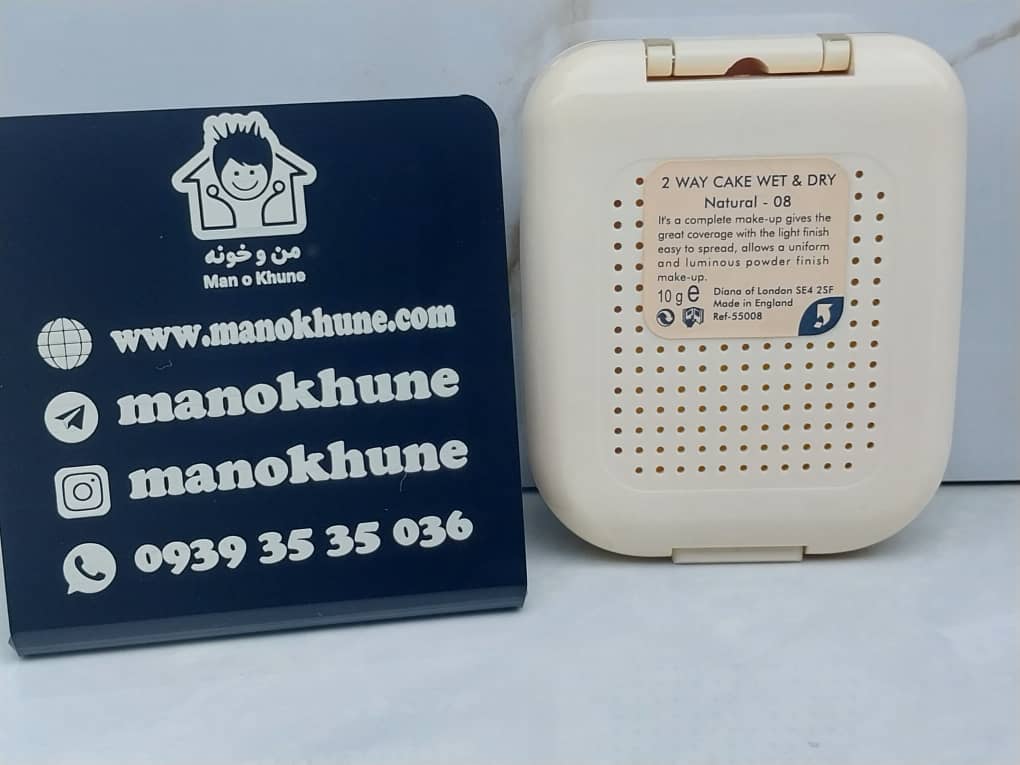 من و خونه
Man o Khune
www.manokhune.com
manokhune
manokhune
0939 35 35 036
2 WAY CAKE WET & DRY
Natural - 08
It's a complete make-up gives the
great coverage with the light finish
easy to spread, allows a uniform
and luminous powder finish
make-up.
10 g e
Diana of London SE4 2SF
Made in England
Ref-55008